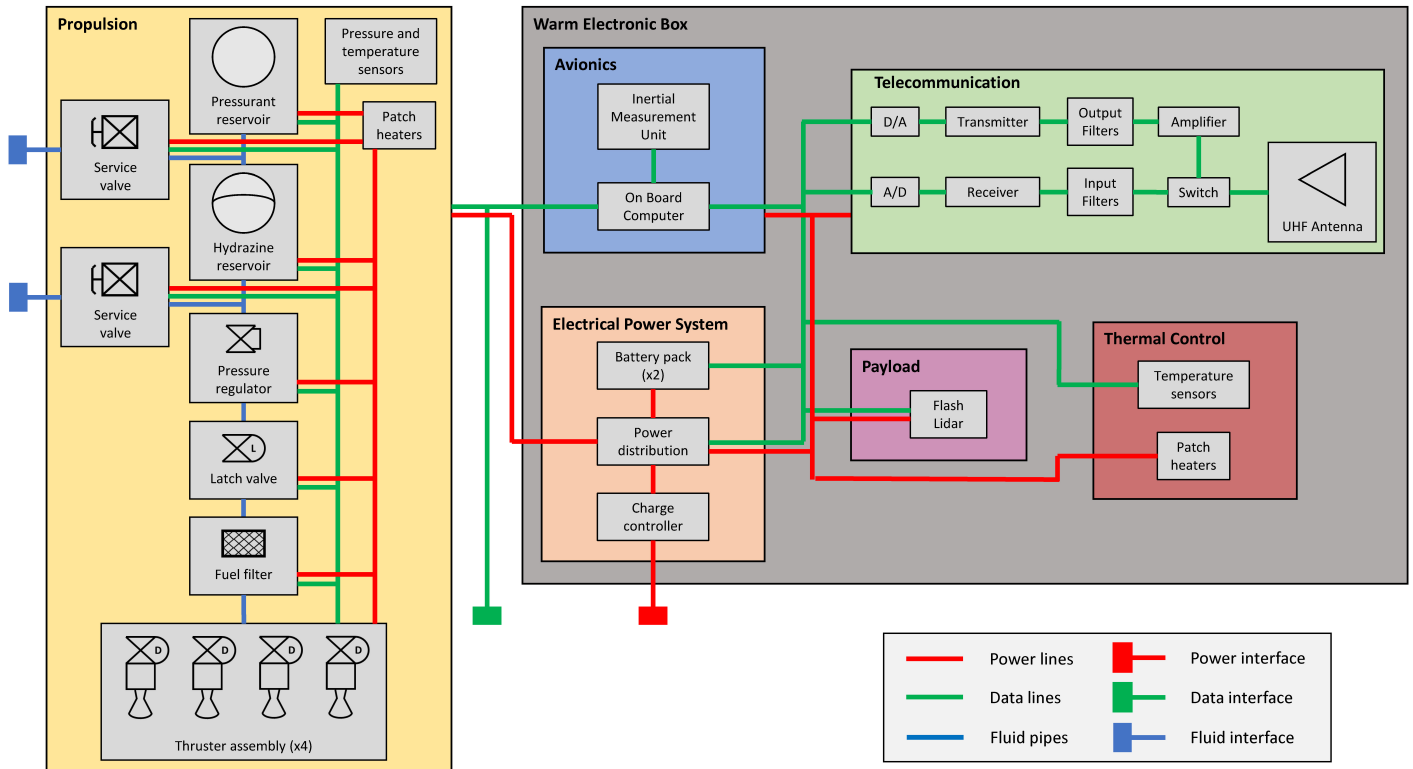 Propulsion
Pressurant
reservoir
Pressure and
temperature
sensors
Patch
heaters
Service
valve
Hydrazine
reservoir
Service
valve
Pressure
regulator
L
Latch valve
Fuel filter
D
D
D
D
Thruster assembly (x4)
Warm Electronic Box
Avionics
Inertial
Measurement
Unit
On Board
Computer
Telecommunication
D/A
Transmitter
Output
Filters
Amplifier
A/D
Receiver
Input
Filters
Switch
UHF Antenna
Electrical Power System
Battery pack
(x2)
Power
distribution
Charge
controller
Payload
Flash
Lidar
Thermal Control
Temperature
sensors
Patch
heaters
Power lines
Power interface
Data lines
Data interface
Fluid pipes
Fluid interface